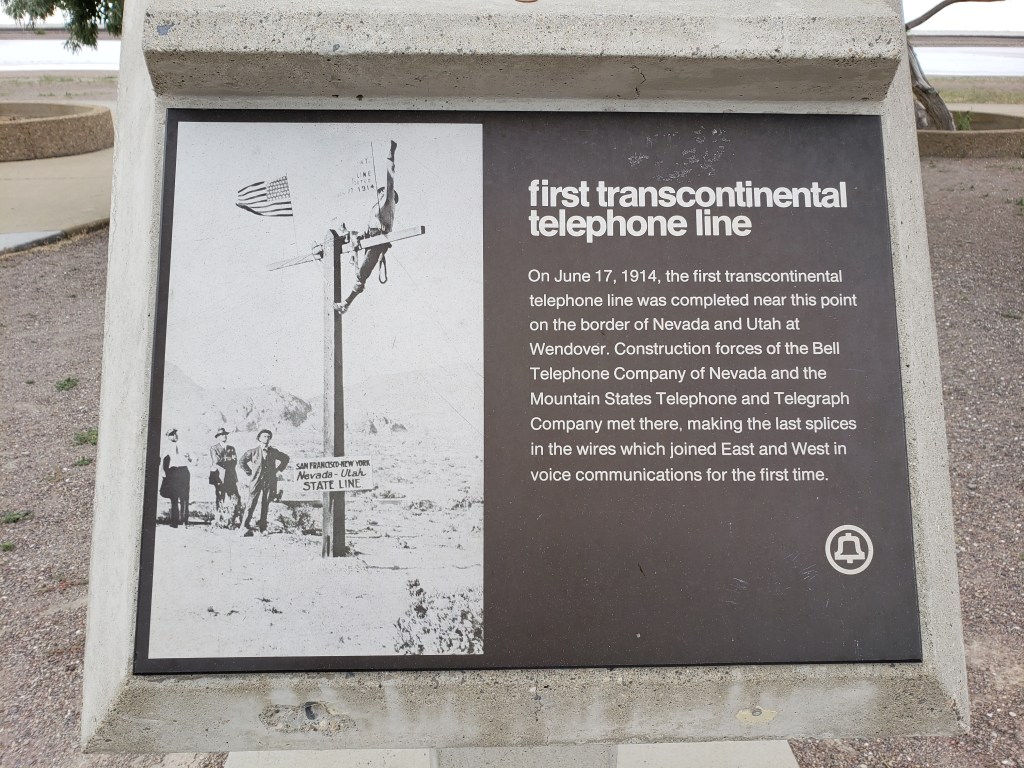 LINE
1914
SAN FRANCISCO-NEW YORK
Nevada - Utah
STATE LINE
first transcontinental
telephone line
On June 17, 1914, the first transcontinental
telephone line was completed near this point
on the border of Nevada and Utah at
Wendover. Construction forces of the Bell
Telephone Company of Nevada and the
Mountain States Telephone and Telegraph
Company met there, making the last splices
in the wires which joined East and West in
voice communications for the first time.